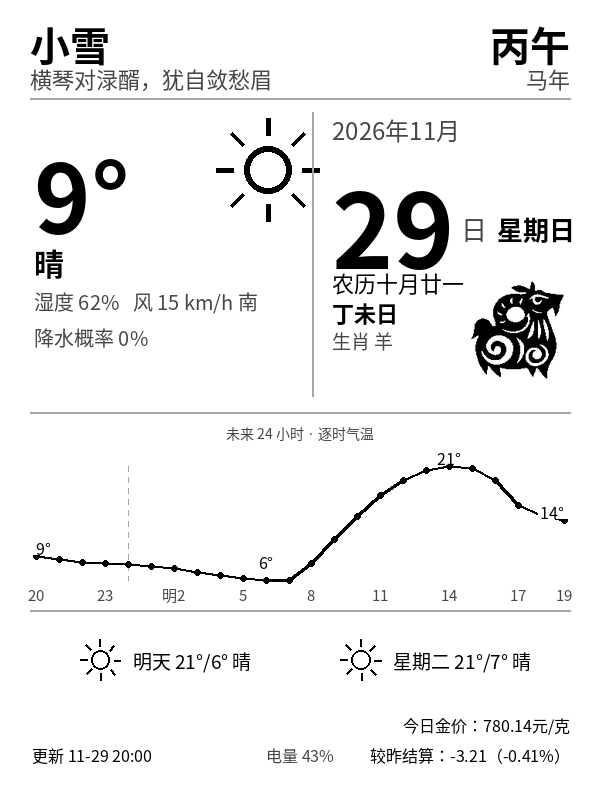 小雪
丙午
横琴对渌醑，犹自敛愁眉
马年
2026年11月
9°
29 日 星期日
晴
农历十月廿一
湿度 62% 风 15 km/h 南
丁未日
降水概率 0%
生肖 羊
未来 24 小时 · 逐时气温
21°
14°
9°
6°
20 23 明2 5 8 11 14 17 19
明天 21°/6° 晴
星期二 21°/7° 晴
今日金价：780.14元/克
更新 11-29 20:00
电量 43%
较昨结算：-3.21（-0.41%）